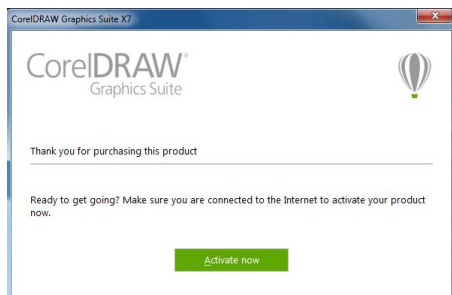 CorelDRAW Graphics Suite X7
CorelDRAW®
Graphics Suite
Thank you for purchasing this product
Ready to get going? Make sure you are connected to the Internet to activate your product
now.
Activate now